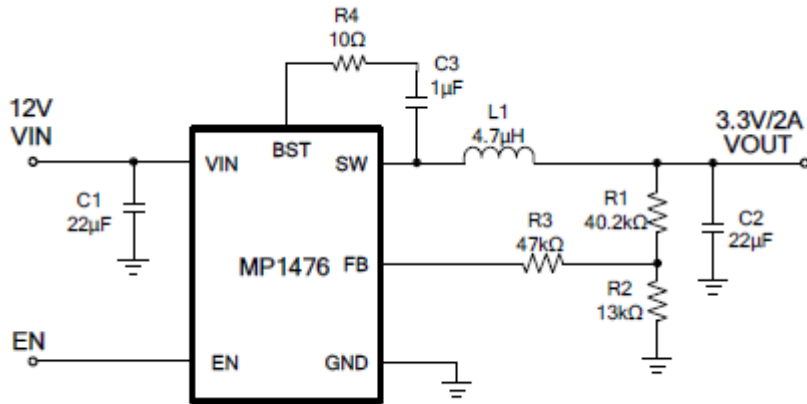 R4
10Ω
C3
1µF
12V
VIN
L1
4.7µH
3.3V/2A
VOUT
VIN
BST
SW
C1
22µF
R1
40.2kΩ
C2
22µF
R3
47kΩ
MP1476
FB
R2
13kΩ
EN
EN
GND